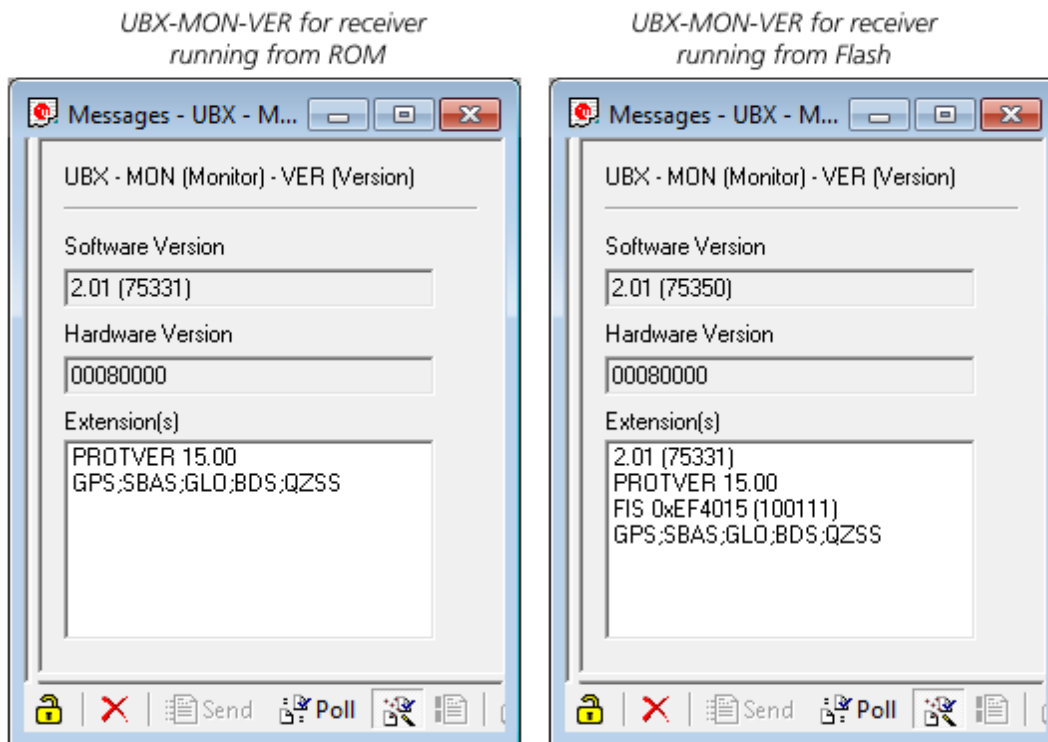 UBX-MON-VER for receiver
running from ROM
Messages - UBX - M...
UBX - MON (Monitor) - VER (Version)
Software Version
2.01 (75331)
Hardware Version
00080000
Extension(s)
PROTVER 15.00
GPS;SBAS;GLO;BDS;QZSS
Send Poll
UBX-MON-VER for receiver
running from Flash
Messages - UBX - M...
UBX - MON (Monitor) - VER (Version)
Software Version
2.01 (75350)
Hardware Version
00080000
Extension(s)
2.01 (75331)
PROTVER 15.00
FIS 0xEF4015 (100111)
GPS;SBAS;GLO;BDS;QZSS
Send Poll